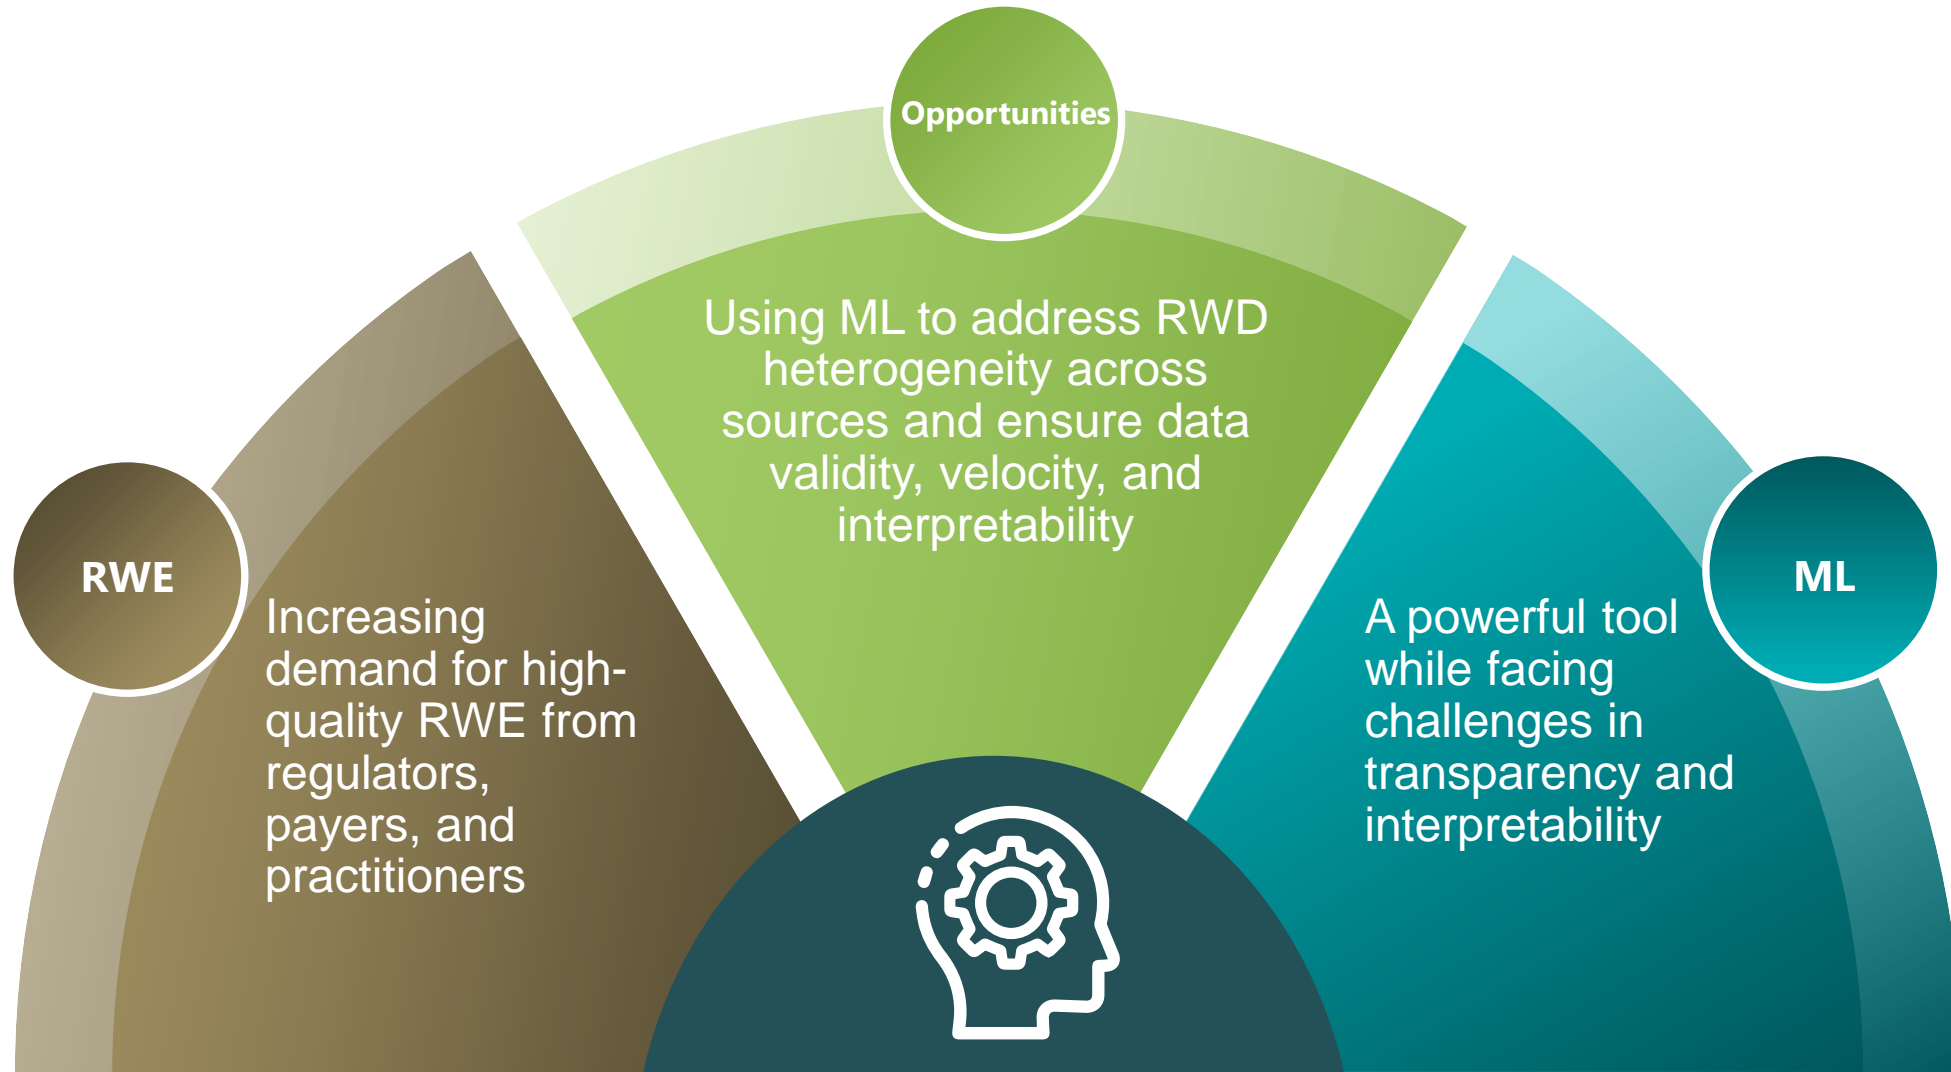 Opportunities
Using ML to address RWD
heterogeneity across
sources and ensure data
validity, velocity, and
interpretability
RWE
Increasing
demand for high-
quality RWE from
regulators,
payers, and
practitioners
ML
A powerful tool
while facing
challenges in
transparency and
interpretability